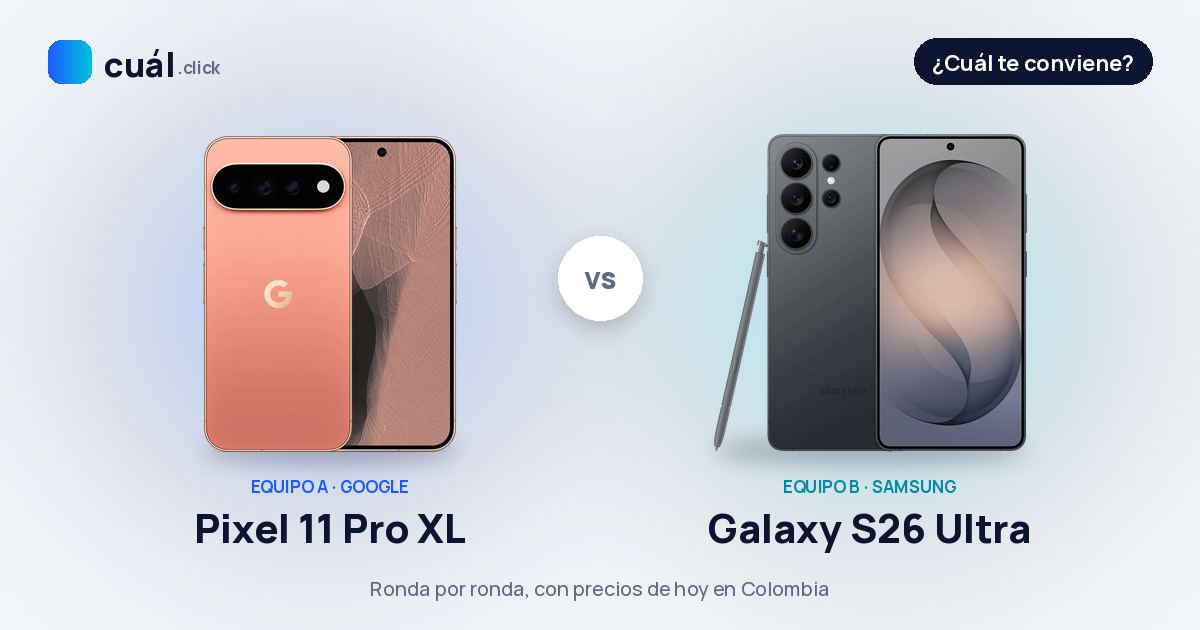 cuál.click
¿Cuál te conviene?
G
SAMSUNG
VS
EQUIPO A · GOOGLE
EQUIPO B · SAMSUNG
Pixel 11 Pro XL
Galaxy S26 Ultra
Ronda por ronda, con precios de hoy en Colombia